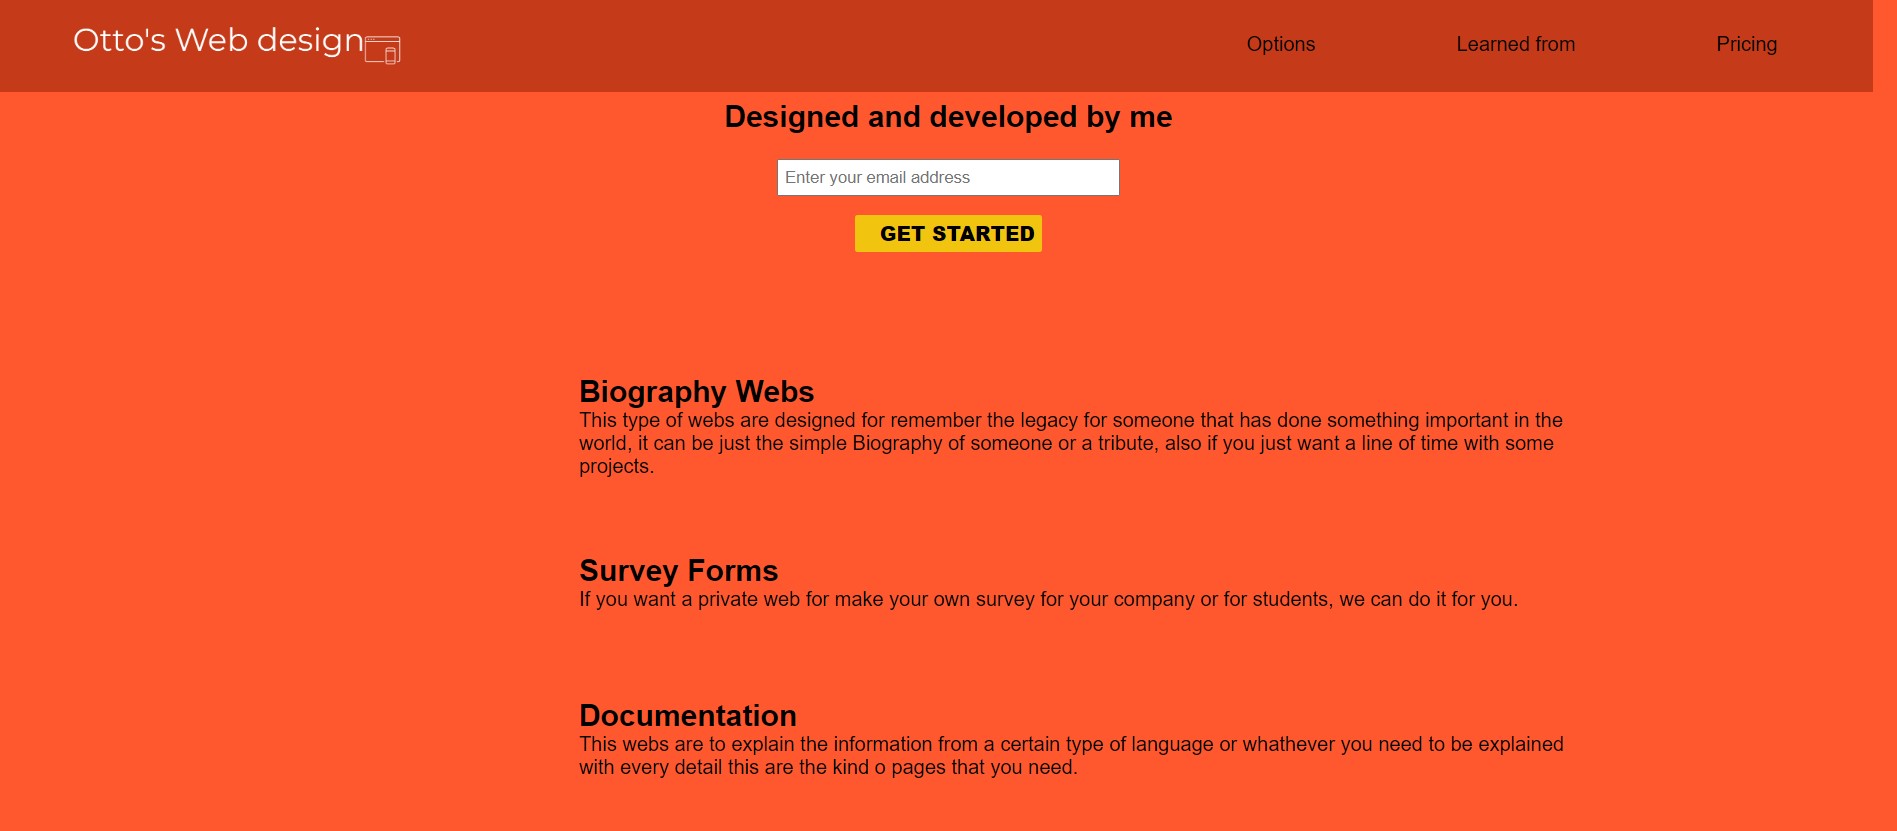 Otto's Web design
Options
Learned from
Pricing
Designed and developed by me
Enter your email address
GET STARTED
Biography Webs
This type of webs are designed for remember the legacy for someone that has done something important in the
world, it can be just the simple Biography of someone or a tribute, also if you just want a line of time with some
projects.
Survey Forms
If you want a private web for make your own survey for your company or for students, we can do it for you.
Documentation
This webs are to explain the information from a certain type of language or whathever you need to be explained
with every detail this are the kind o pages that you need.